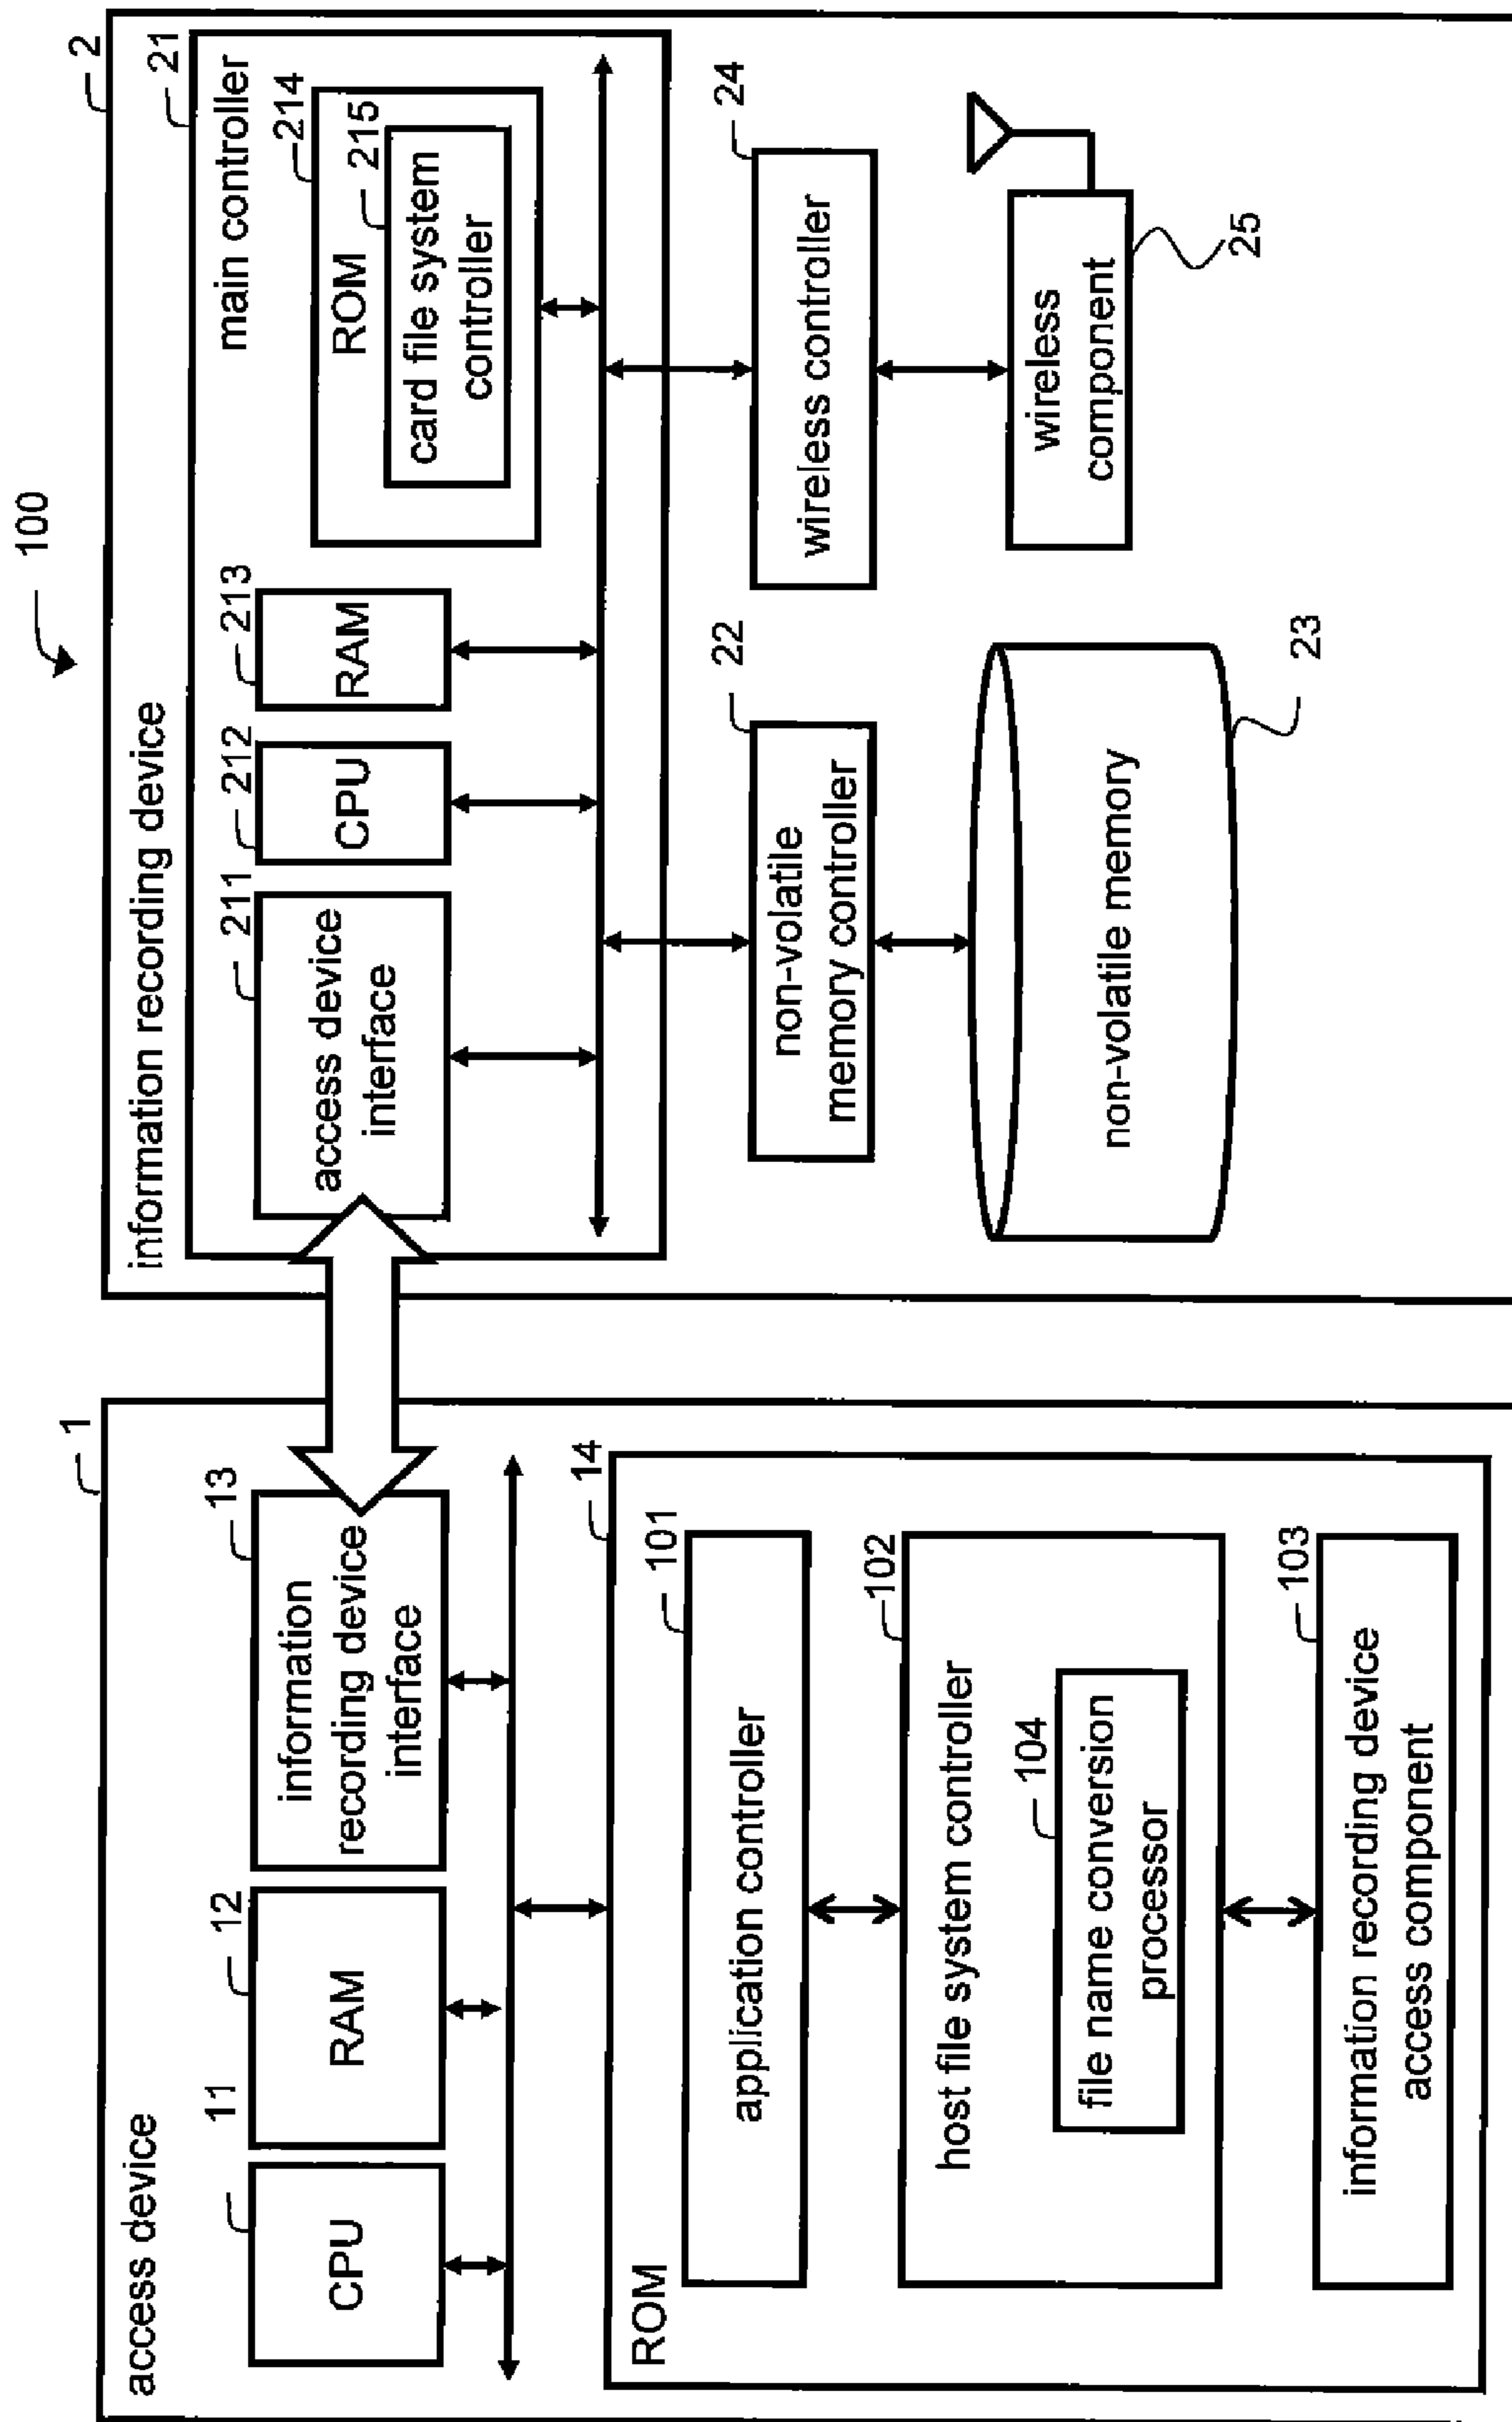 100
access device
1
CPU
11
RAM
12
information
recording device
interface
13
ROM
14
application controller
101
host file system controller
102
file name conversion
processor
104
information recording device
access component
103
information recording device
2
main controller
21
access device
interface
211
CPU
212
RAM
213
ROM
214
card file system
controller
215
non-volatile
memory controller
22
wireless controller
24
non-volatile memory
23
wireless
component
25